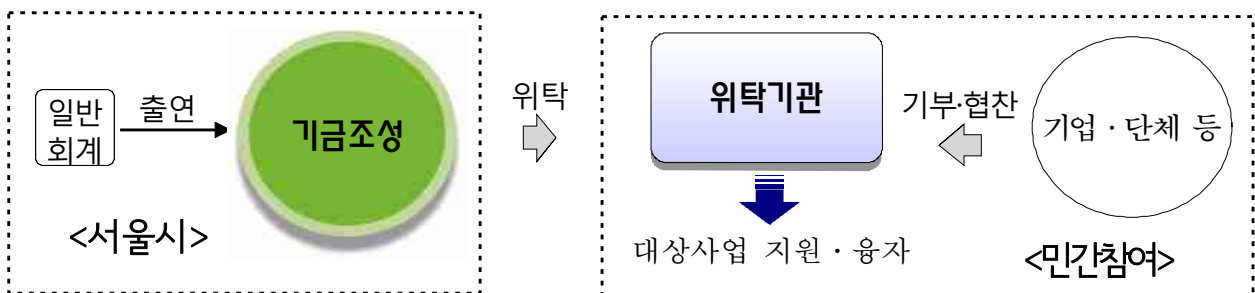 일반
회계
출연
기금조성
<서울시>
위탁
위탁기관
기부·협찬
기업·단체 등
대상사업 지원·융자
<민간참여>